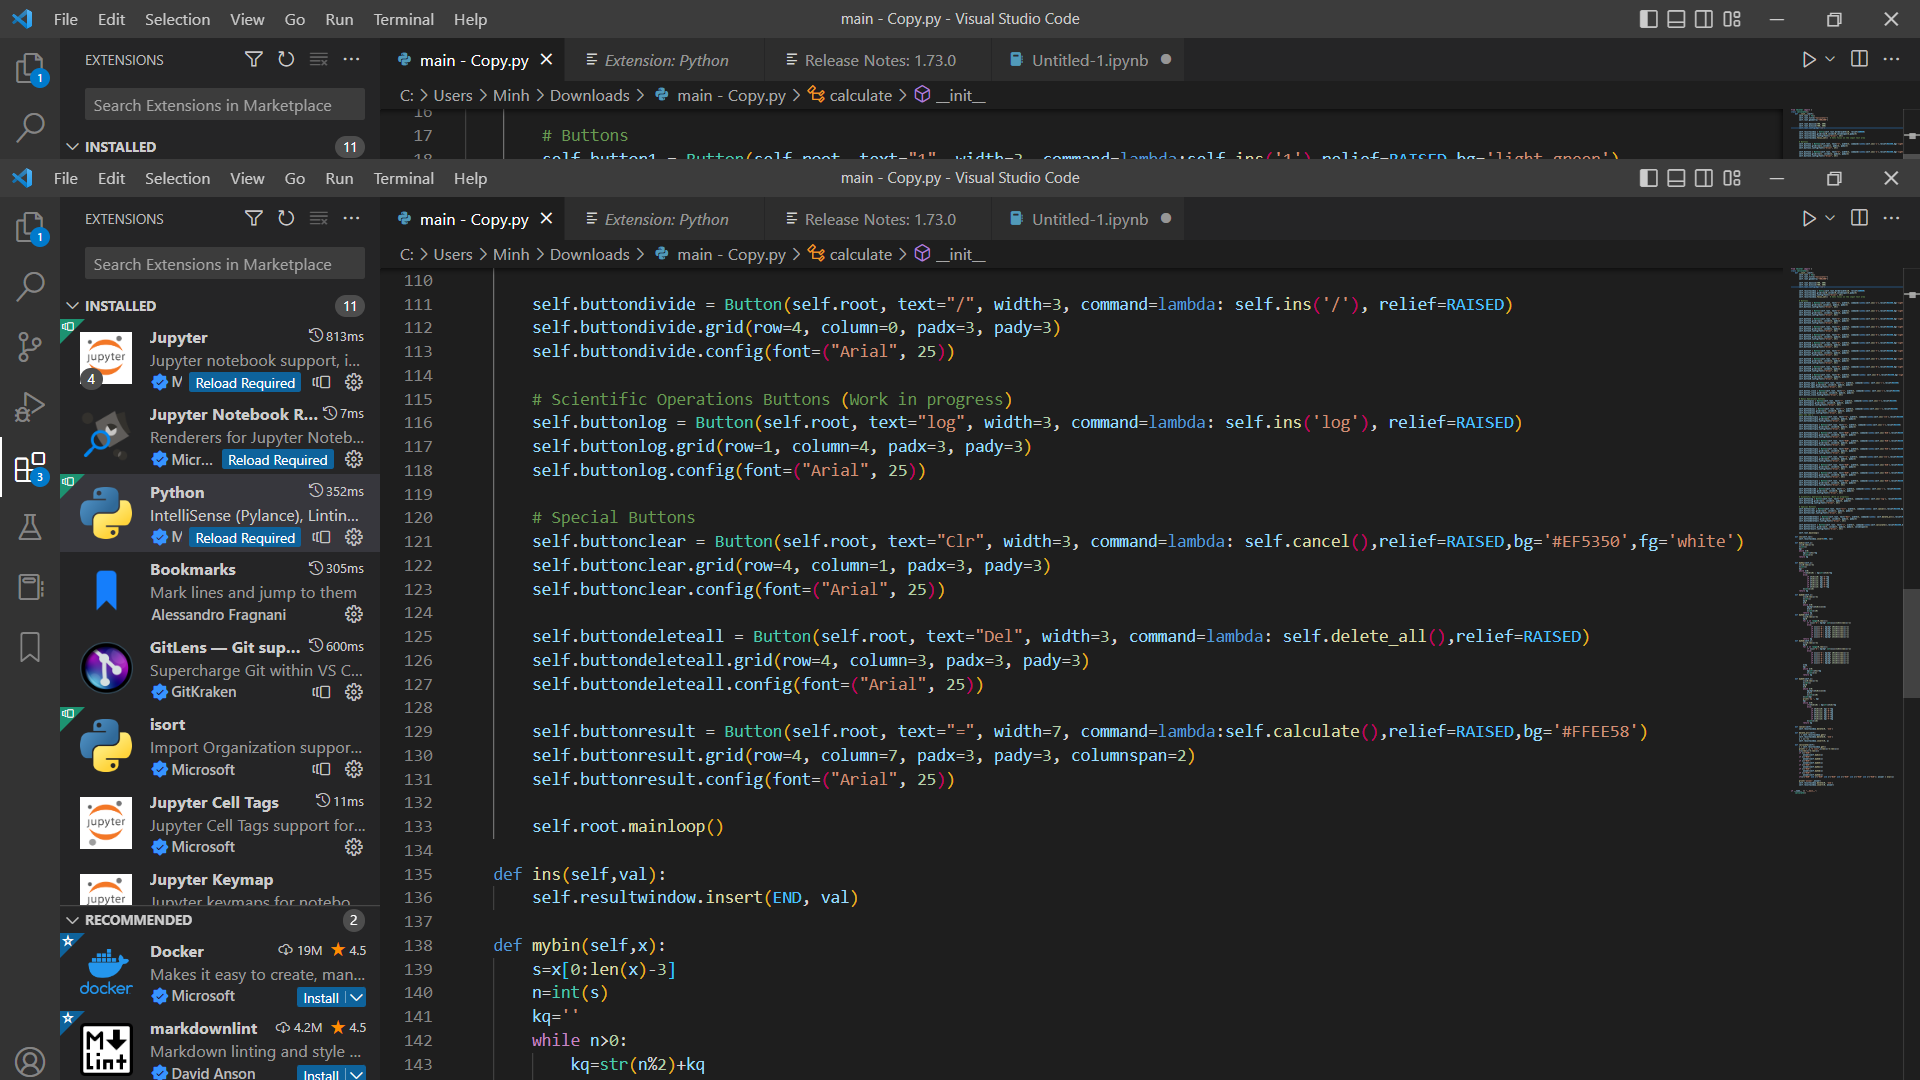 File Edit Selection View Go Run Terminal Help
main - Copy.py - Visual Studio Code
EXTENSIONS
main - Copy.py
Extension: Python
Release Notes: 1.73.0
Untitled-1.ipynb
1
Search Extensions in Marketplace
C: > Users > Minh > Downloads > main - Copy.py > calculate > __init__
INSTALLED
11
16
17 # Buttons
18 self.button1 = Button(self.root, text="1", width=3, command=lambda:self.ins('1'),relief=RAISED,bg='light green')
File Edit Selection View Go Run Terminal Help
main - Copy.py - Visual Studio Code
EXTENSIONS
main - Copy.py
Extension: Python
Release Notes: 1.73.0
Untitled-1.ipynb
1
Search Extensions in Marketplace
C: > Users > Minh > Downloads > main - Copy.py > calculate > __init__
INSTALLED
11
Jupyter
813ms
Jupyter notebook support, i...
4
M
Reload Required
Jupyter Notebook R...
7ms
Renderers for Jupyter Noteb...
Micr...
Reload Required
3
Python
352ms
IntelliSense (Pylance), Lintin...
M
Reload Required
Bookmarks
305ms
Mark lines and jump to them
Alessandro Fragnani
GitLens — Git sup...
600ms
Supercharge Git within VS C...
GitKraken
isort
Import Organization suppor...
Microsoft
Jupyter Cell Tags
11ms
Jupyter Cell Tags support for...
Microsoft
Jupyter Keymap
Jupyter keymaps for notebo...
RECOMMENDED
2
Docker
19M
4.5
Makes it easy to create, man...
Microsoft
Install
markdownlint
4.2M
4.5
Markdown linting and style ...
David Anson
Install
110
111 self.buttondivide = Button(self.root, text="/", width=3, command=lambda: self.ins('/'), relief=RAISED)
112 self.buttondivide.grid(row=4, column=0, padx=3, pady=3)
113 self.buttondivide.config(font=("Arial", 25))
114
115 # Scientific Operations Buttons (Work in progress)
116 self.buttonlog = Button(self.root, text="log", width=3, command=lambda: self.ins('log'), relief=RAISED)
117 self.buttonlog.grid(row=1, column=4, padx=3, pady=3)
118 self.buttonlog.config(font=("Arial", 25))
119
120 # Special Buttons
121 self.buttonclear = Button(self.root, text="Clr", width=3, command=lambda: self.cancel(),relief=RAISED,bg='#EF5350',fg='white')
122 self.buttonclear.grid(row=4, column=1, padx=3, pady=3)
123 self.buttonclear.config(font=("Arial", 25))
124
125 self.buttondeleteall = Button(self.root, text="Del", width=3, command=lambda: self.delete_all(),relief=RAISED)
126 self.buttondeleteall.grid(row=4, column=3, padx=3, pady=3)
127 self.buttondeleteall.config(font=("Arial", 25))
128
129 self.buttonresult = Button(self.root, text="=", width=7, command=lambda:self.calculate(),relief=RAISED,bg='#FFEE58')
130 self.buttonresult.grid(row=4, column=7, padx=3, pady=3, columnspan=2)
131 self.buttonresult.config(font=("Arial", 25))
132
133 self.root.mainloop()
134
135 def ins(self,val):
136 self.resultwindow.insert(END, val)
137
138 def mybin(self,x):
139 s=x[0:len(x)-3]
140 n=int(s)
141 kq=''
142 while n>0:
143 kq=str(n%2)+kq